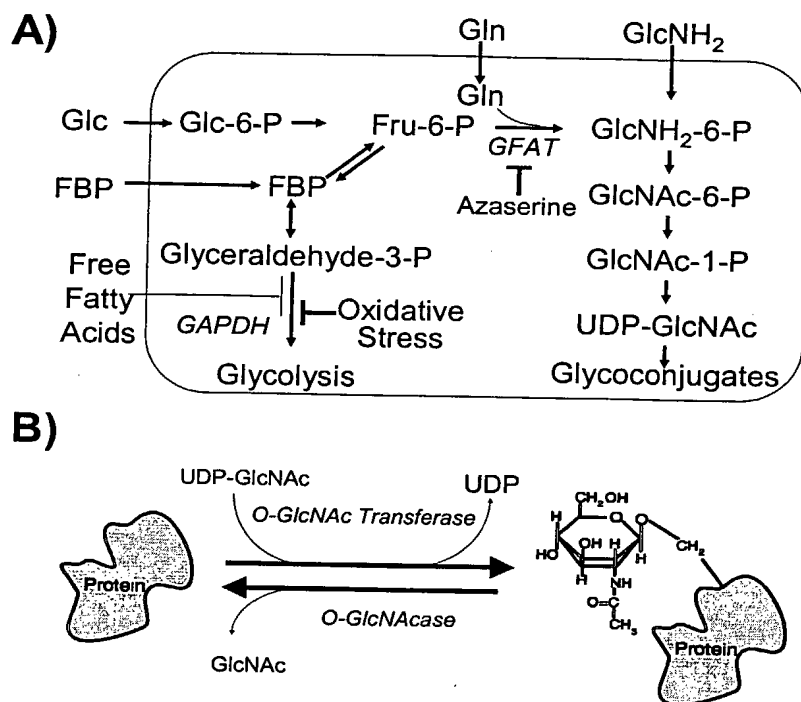 A)
Gln
GlcNH2
Gln
Glc
Glc-6-P
Fru-6-P
GFAT
GlcNH2-6-P
FBP
FBP
Azaserine
GlcNAc-6-P
Glyceraldehyde-3-P
GlcNAc-1-P
Free
Fatty
Acids
GAPDH
Oxidative
Stress
UDP-GlcNAc
Glycolysis
Glycoconjugates
B)
UDP-GlcNAc
UDP
O-GlcNAc Transferase
Protein
O-GlcNAcase
GlcNAc
CH2OH
H
O
O
OH
H
H
HO
H
CH2
NH
O=C
CH3
Protein